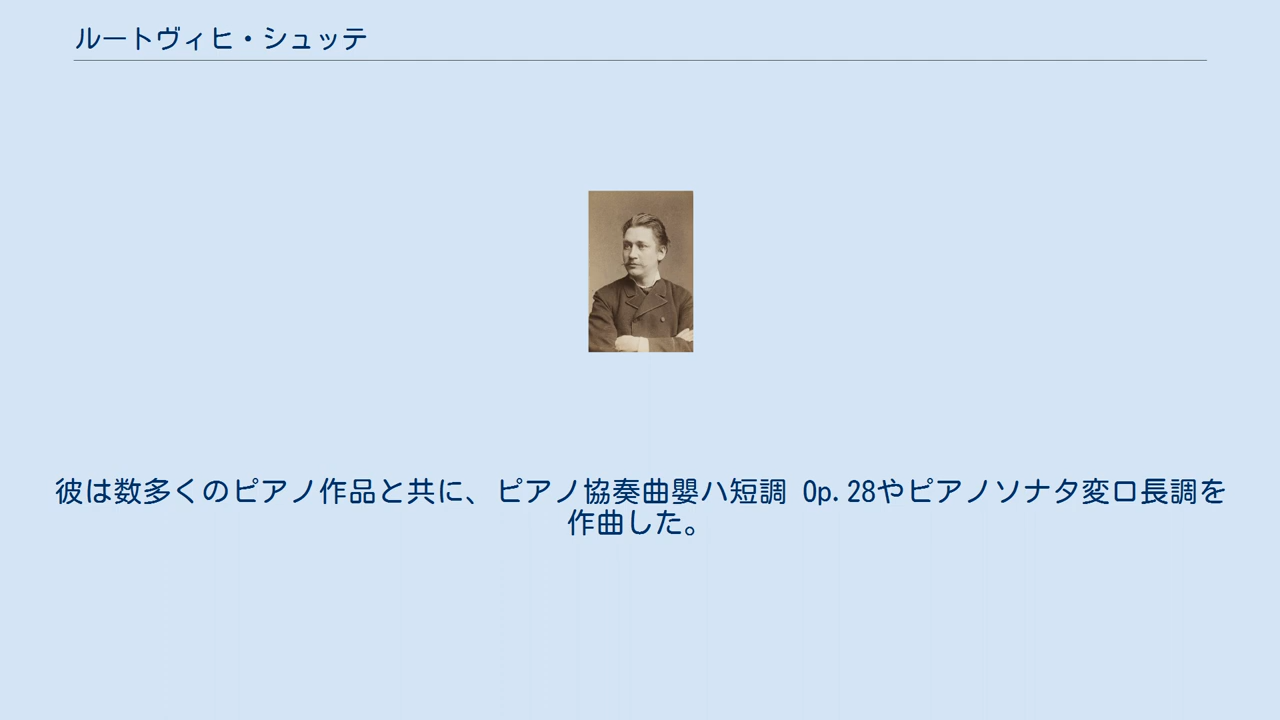 ルートヴィヒ・シュッテ
彼は数多くのピアノ作品と共に、ピアノ協奏曲嬰ハ短調 Op.28やピアノソナタ変ロ長調を
作曲した。